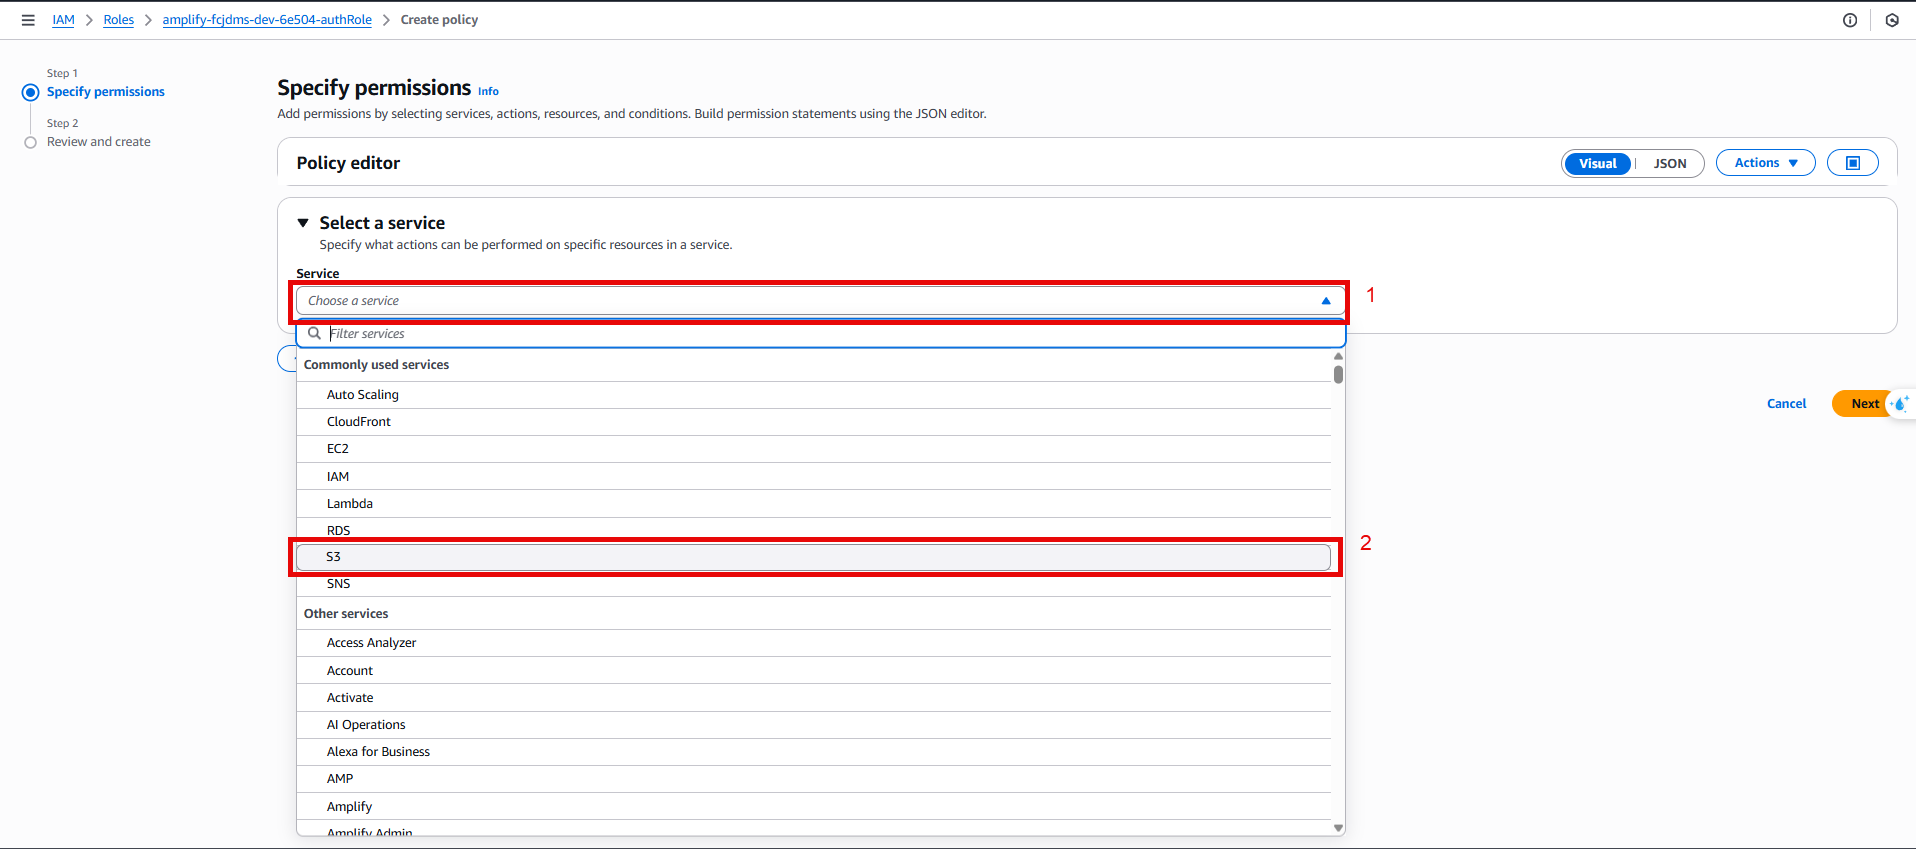 IAM > Roles > amplify-fcjdms-dev-6e504-authRole > Create policy
Step 1
Specify permissions
Step 2
Review and create
Specify permissions Info
Add permissions by selecting services, actions, resources, and conditions. Build permission statements using the JSON editor.
Policy editor
Visual | JSON
Actions
Select a service
Specify what actions can be performed on specific resources in a service.
Service
Choose a service
1
Filter services
Commonly used services
Auto Scaling
CloudFront
EC2
IAM
Lambda
RDS
S3
2
SNS
Other services
Access Analyzer
Account
Activate
AI Operations
Alexa for Business
AMP
Amplify
Amplify Admin
Cancel
Next